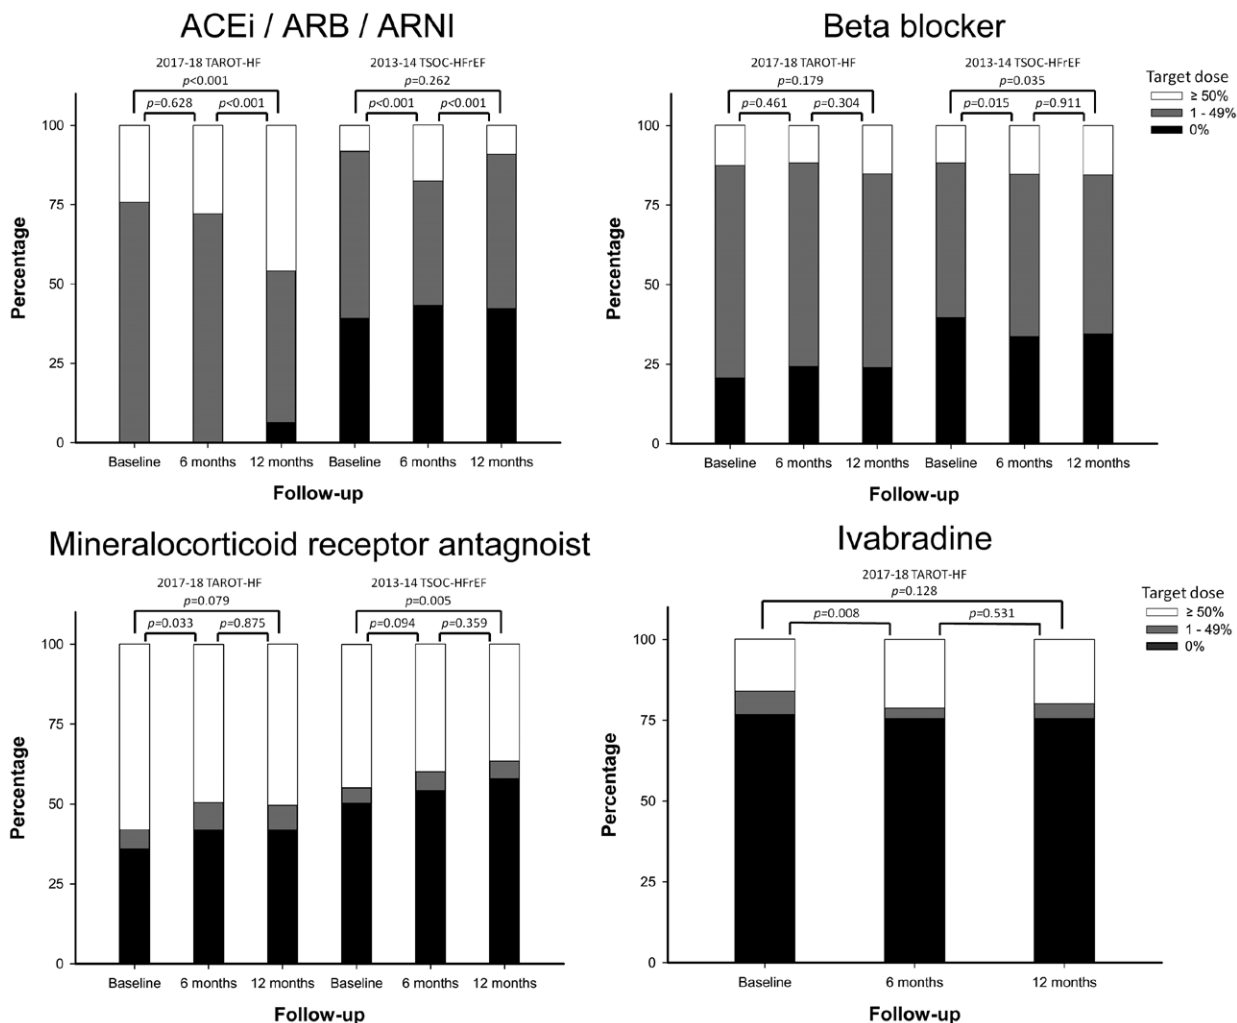 ACEi / ARB / ARNI
2017-18 TAROT-HF
2013-14 TSOC-HFrEF
p<0.001
p=0.262
p=0.628
p<0.001
p<0.001
p<0.001
100
75
50
25
0
Percentage
Baseline
6 months
12 months
Baseline
6 months
12 months
Follow-up
Beta blocker
2017-18 TAROT-HF
2013-14 TSOC-HFrEF
p=0.179
p=0.035
p=0.461
p=0.304
p=0.015
p=0.911
Target dose
≥ 50%
1 - 49%
0%
100
75
50
25
0
Percentage
Baseline
6 months
12 months
Baseline
6 months
12 months
Follow-up
Mineralocorticoid receptor antagnoist
2017-18 TAROT-HF
2013-14 TSOC-HFrEF
p=0.079
p=0.005
p=0.033
p=0.875
p=0.094
p=0.359
100
75
50
25
0
Percentage
Baseline
6 months
12 months
Baseline
6 months
12 months
Follow-up
Ivabradine
2017-18 TAROT-HF
p=0.128
p=0.008
p=0.531
Target dose
≥ 50%
1 - 49%
0%
100
75
50
25
0
Percentage
Baseline
6 months
12 months
Follow-up